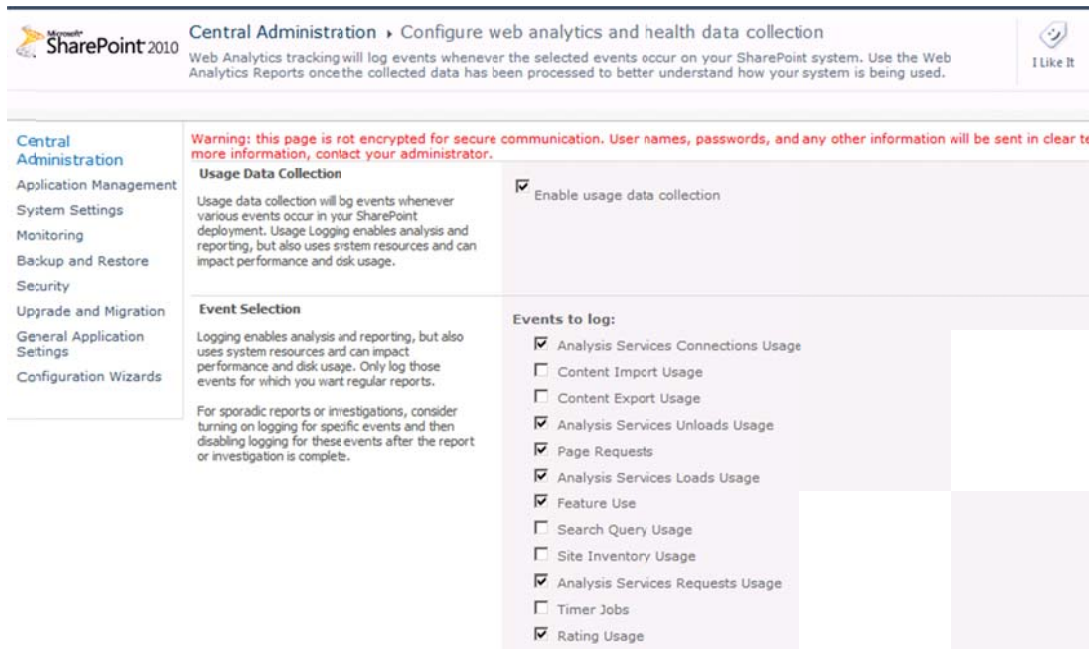 Microsoft
SharePoint 2010
Central Administration ▸ Configure web analytics and health data collection
Web Analytics tracking will log events whenever the selected events occur on your SharePoint system. Use the Web
Analytics Reports once the collected data has been processed to better understand how your system is being used.
I Like It
Central
Administration
Application Management
System Settings
Monitoring
Backup and Restore
Security
Upgrade and Migration
General Application
Settings
Configuration Wizards
Warning: this page is not encrypted for secure communication. User names, passwords, and any other information will be sent in clear te
more information, contact your administrator.
Usage Data Collection
Usage data collection will log events whenever
various events occur in your SharePoint
deployment. Usage Logging enables analysis and
reporting, but also uses system resources and can
impact performance and disk usage.
Enable usage data collection
Event Selection
Logging enables analysis and reporting, but also
uses system resources and can impact
performance and disk usage. Only log those
events for which you want regular reports.
For sporadic reports or investigations, consider
turning on logging for specific events and then
disabling logging for these events after the report
or investigation is complete.
Events to log:
Analysis Services Connections Usage
Content Import Usage
Content Export Usage
Analysis Services Unloads Usage
Page Requests
Analysis Services Loads Usage
Feature Use
Search Query Usage
Site Inventory Usage
Analysis Services Requests Usage
Timer Jobs
Rating Usage